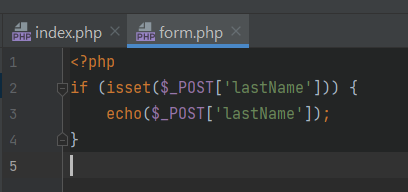 index.php form.php
1 <?php
2 if (isset($_POST['lastName'])) {
3     echo($_POST['lastName']);
4 }
5